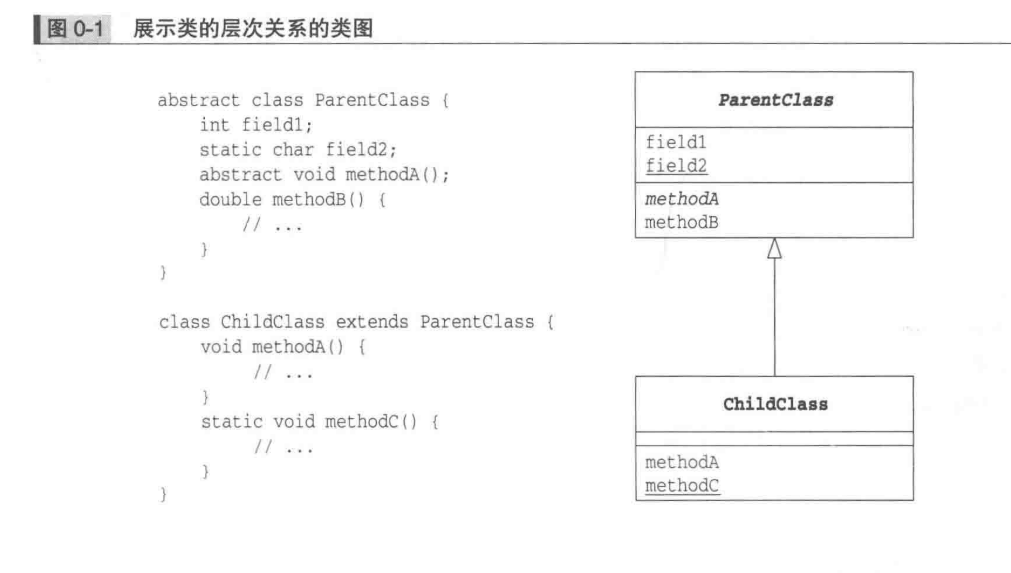 图 0-1 展示类的层次关系的类图
abstract class ParentClass {
    int field1;
    static char field2;
    abstract void methodA();
    double methodB() {
        // ...
    }
}
class ChildClass extends ParentClass {
    void methodA() {
        // ...
    }
    static void methodC() {
        // ...
    }
}
ParentClass
field1
field2
methodA
methodB
ChildClass
methodA
methodC